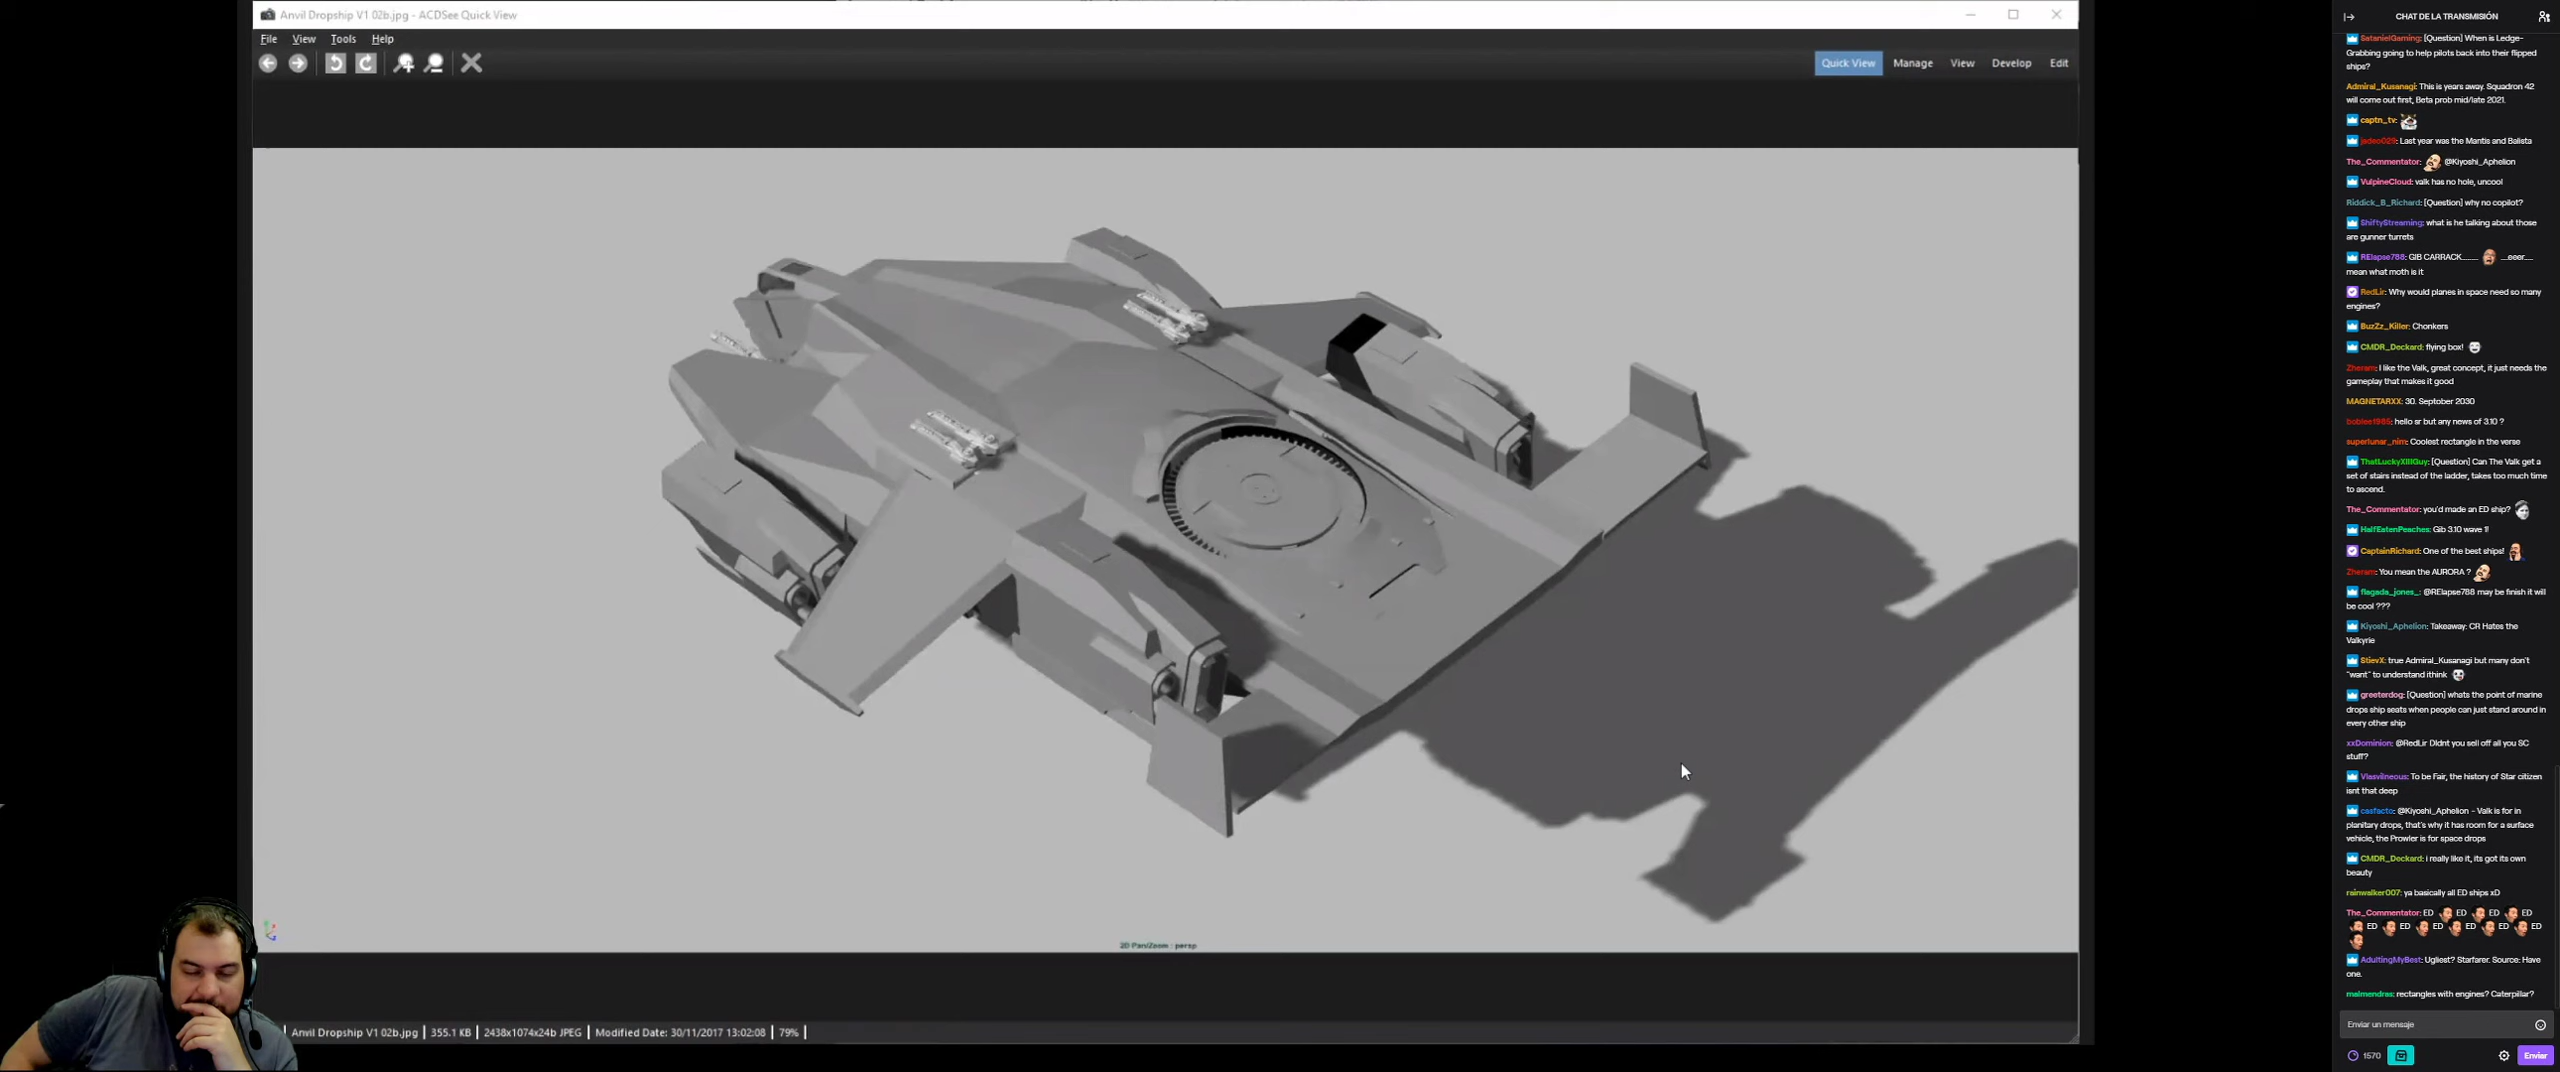 Anvil Dropship V1 02b.jpg - ACDSee Quick View
File View Tools Help
Quick View Manage View Develop Edit
2D Pan/Zoom : persp
Anvil Dropship V1 02b.jpg | 355.1 KB | 2438x1074x24b JPEG | Modified Date: 30/11/2017 13:02:08 | 79% |
CHAT DE LA TRANSMISIÓN
SatanielGaming: [Question] When is Ledge-
Grabbing going to help pilots back into their flipped
ships?
Admiral_Kusanagi: This is years away. Squadron 42
will come out first, Beta prob mid/late 2021.
captn_tv:
jadeo029: Last year was the Mantis and Balista
The_Commentator: @Kiyoshi_Aphelion
VulpineCloud: valk has no hole, uncool
Riddick_B_Richard: [Question] why no copilot?
ShiftyStreaming: what is he talking about those
are gunner turrets
RElapse788: GIB CARRACK......... ....eeer.....
mean what moth is it
RedLir: Why would planes in space need so many
engines?
BuzZz_Killer: Chonkers
CMDR_Deckard: flying box!
Zheram: I like the Valk, great concept, it just needs the
gameplay that makes it good
MAGNETARXX: 30. September 2030
bobies1985: hello sr but any news of 3.10 ?
superlunar_nim: Coolest rectangle in the verse
ThatLuckyXIIIGuy: [Question] Can The Valk get a
set of stairs instead of the ladder, takes too much time
to ascend.
The_Commentator: you'd made an ED ship?
HalfEatenPeaches: Gib 3.10 wave 1!
CaptainRichard: One of the best ships!
Zheram: You mean the AURORA ?
flagada_jones_: @RElapse788 may be finish it will
be cool ???
Kiyoshi_Aphelion: Takeaway: CR Hates the
Valkyrie
StievX: true Admiral_Kusanagi but many don't
"want" to understand ithink
greeterdog: [Question] whats the point of marine
drops ship seats when people can just stand around in
every other ship
xxDominion: @RedLir DIdnt you sell off all you SC
stuff?
Vlasvilneous: To be Fair, the history of Star citizen
isnt that deep
casfacto: @Kiyoshi_Aphelion - Valk is for in
planitary drops, that's why it has room for a surface
vehicle, the Prowler is for space drops
CMDR_Deckard: i really like it, its got its own
beauty
rainwalker007: ya basically all ED ships xD
The_Commentator: ED ED ED ED
ED ED ED ED ED ED
AdultingMyBest: Ugliest? Starfarer. Source: Have
one.
malmendras: rectangles with engines? Caterpillar?
Enviar un mensaje
1570
Enviar